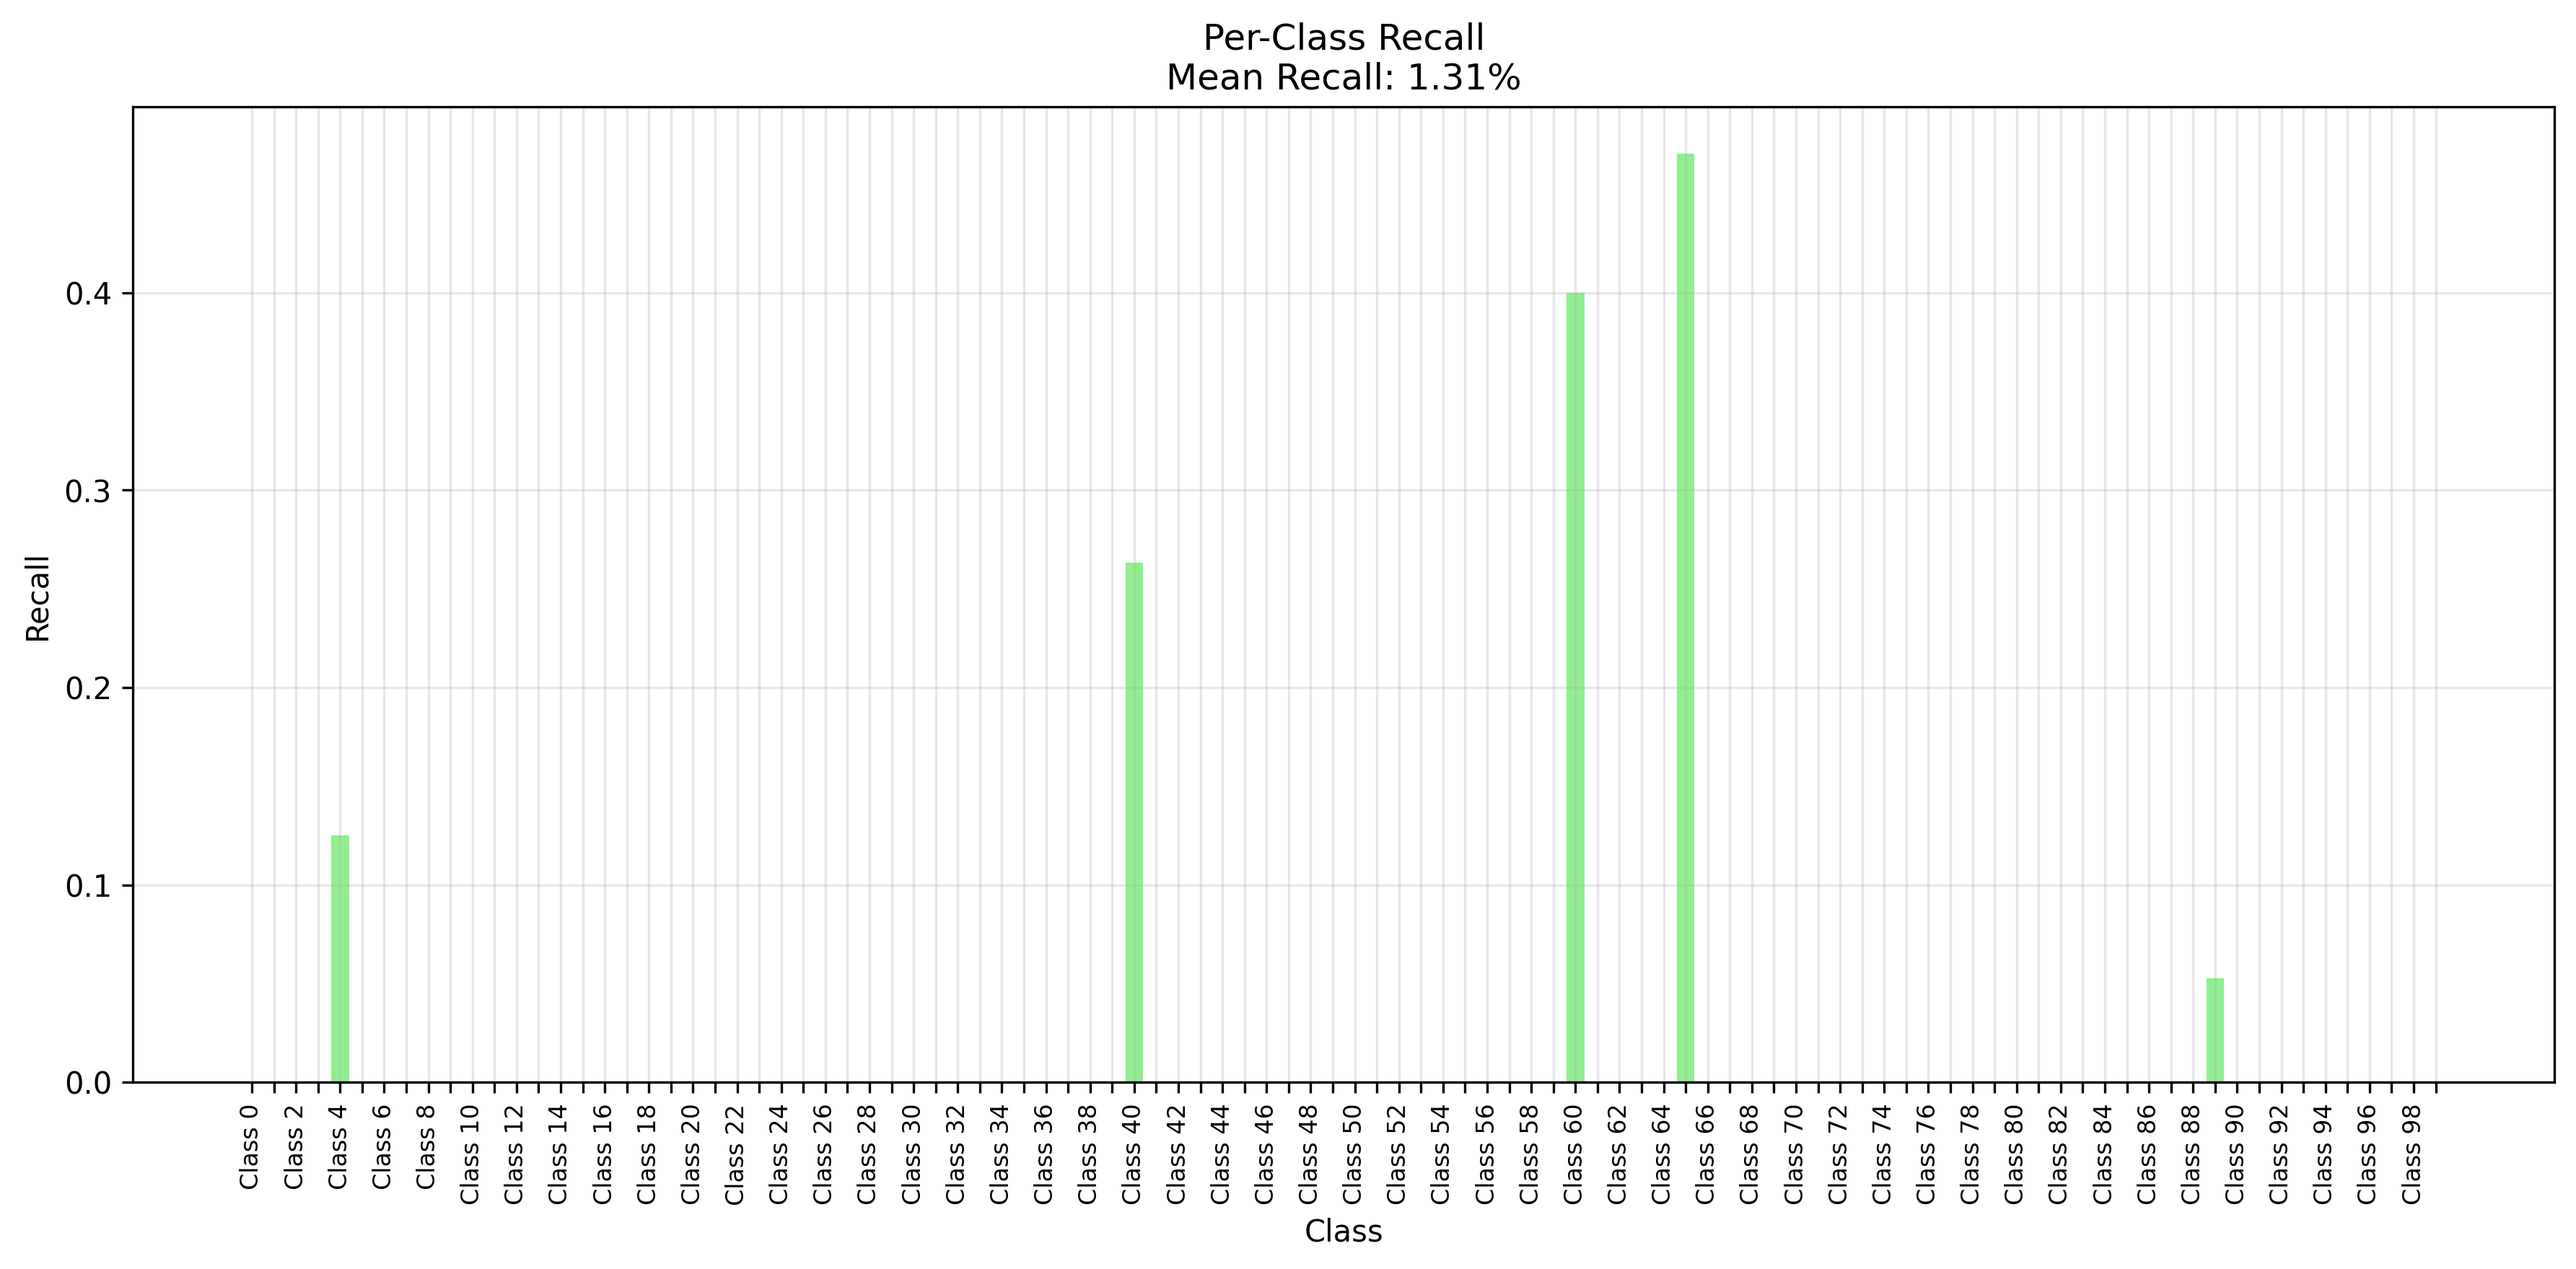 Per-Class Recall
Mean Recall: 1.31%
Recall
0.4
0.3
0.2
0.1
0.0
Class 0
Class 2
Class 4
Class 6
Class 8
Class 10
Class 12
Class 14
Class 16
Class 18
Class 20
Class 22
Class 24
Class 26
Class 28
Class 30
Class 32
Class 34
Class 36
Class 38
Class 40
Class 42
Class 44
Class 46
Class 48
Class 50
Class 52
Class 54
Class 56
Class 58
Class 60
Class 62
Class 64
Class 66
Class 68
Class 70
Class 72
Class 74
Class 76
Class 78
Class 80
Class 82
Class 84
Class 86
Class 88
Class 90
Class 92
Class 94
Class 96
Class 98
Class